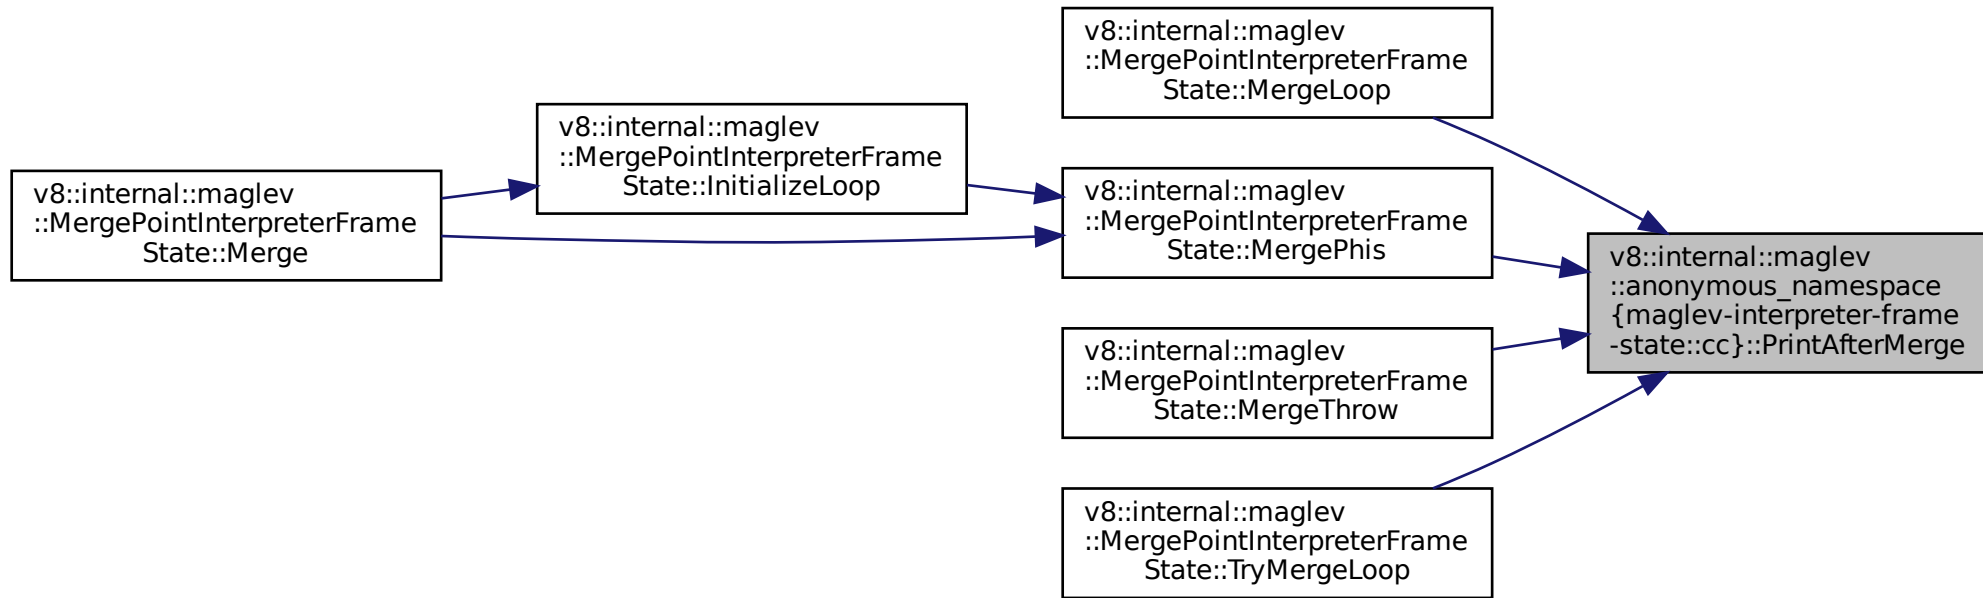 v8::internal::maglev
::MergePointInterpreterFrame
State::Merge
v8::internal::maglev
::MergePointInterpreterFrame
State::InitializeLoop
v8::internal::maglev
::MergePointInterpreterFrame
State::MergeLoop
v8::internal::maglev
::MergePointInterpreterFrame
State::MergePhis
v8::internal::maglev
::MergePointInterpreterFrame
State::MergeThrow
v8::internal::maglev
::MergePointInterpreterFrame
State::TryMergeLoop
v8::internal::maglev
::anonymous_namespace
{maglev-interpreter-frame
-state::cc}::PrintAfterMerge